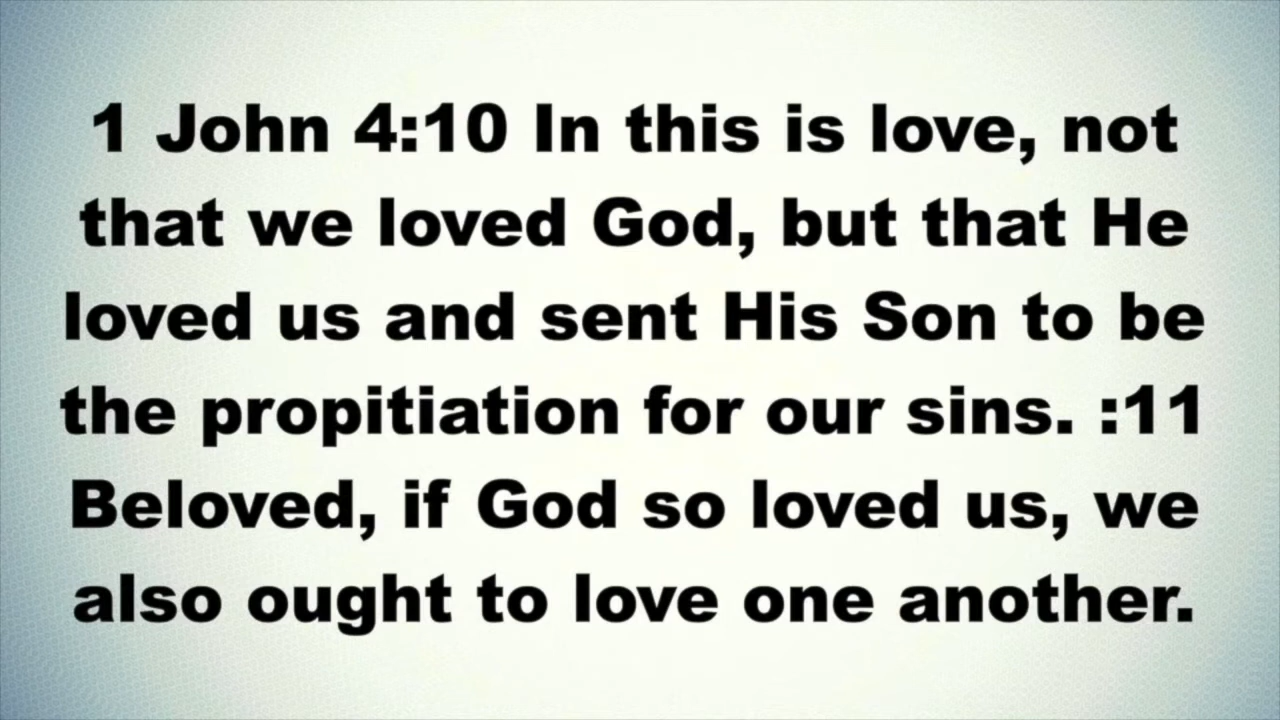 1 John 4:10 In this is love, not
that we loved God, but that He
loved us and sent His Son to be
the propitiation for our sins. :11
Beloved, if God so loved us, we
also ought to love one another.